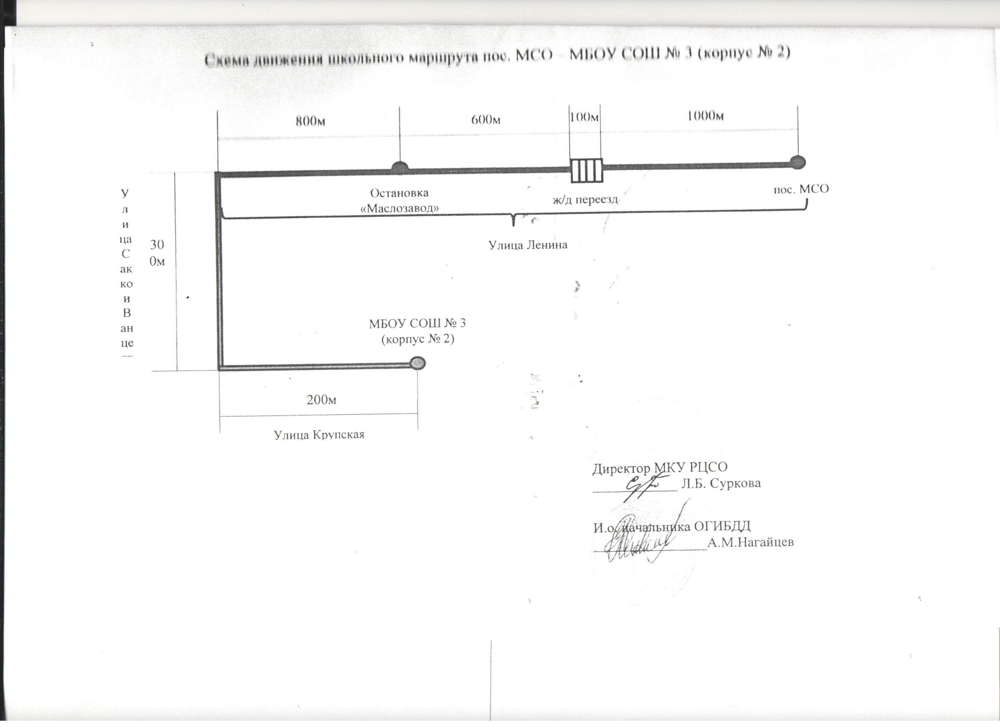 Схема движения школьного маршрута пос. МСО – МБОУ СОШ № 3 (корпус № 2)
800м
600м
100м
1000м
Остановка
«Маслозавод»
ж/д переезд
пос. МСО
Улица Ленина
У
л
и
ца
С
ак
ко
и
В
ан
це
30
0м
МБОУ СОШ № 3
(корпус № 2)
200м
Улица Крупская
Директор МКУ РЦСО
Л.Б. Суркова
И.о. начальника ОГИБДД
А.М.Нагайцев